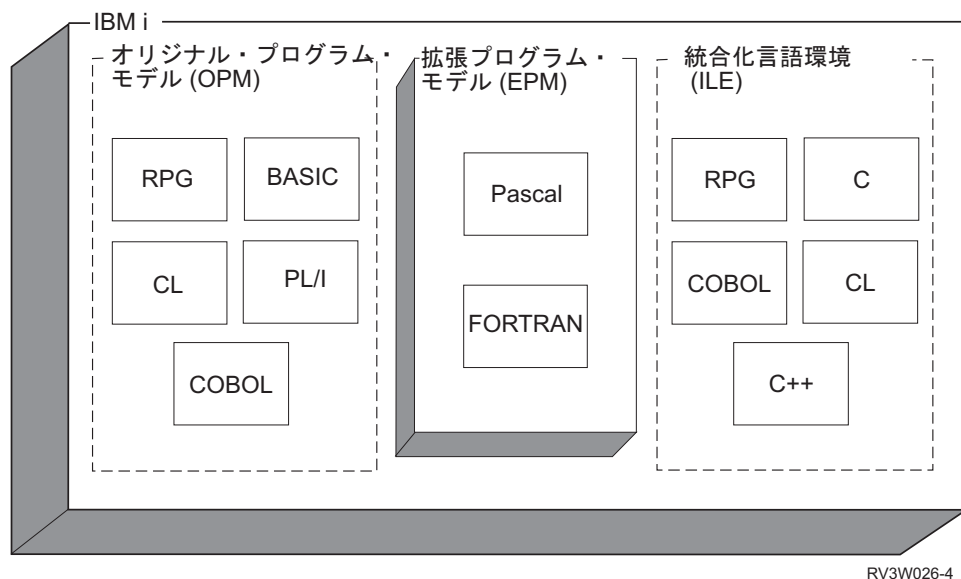 IBM i
オリジナル・プログラム・
モデル (OPM)
RPG
BASIC
CL
PL/I
COBOL
拡張プログラム・
モデル (EPM)
Pascal
FORTRAN
統合化言語環境
(ILE)
RPG
C
COBOL
CL
C++
RV3W026-4